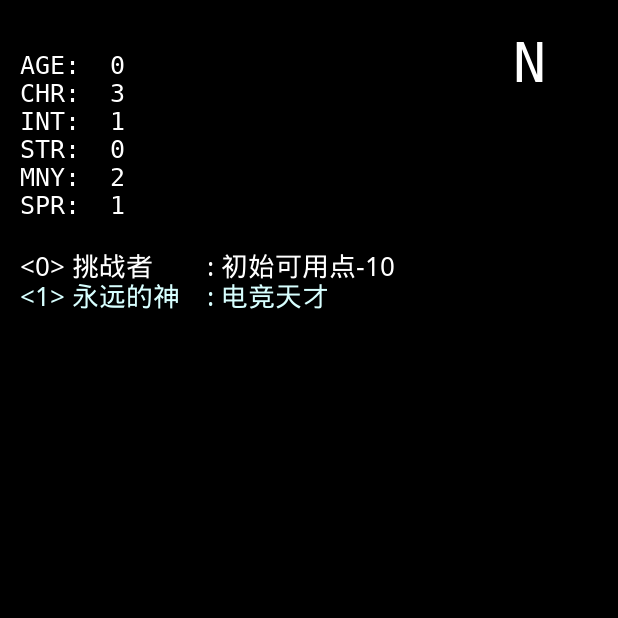 N
AGE: 0
CHR: 3
INT: 1
STR: 0
MNY: 2
SPR: 1
<0> 挑战者 : 初始可用点-10
<1> 永远的神 : 电竞天才